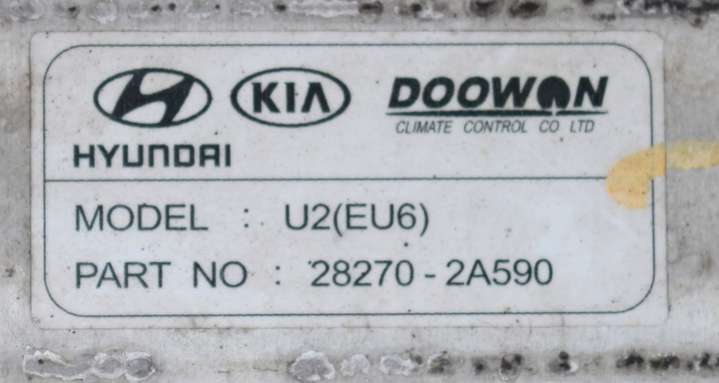 HYUNDAI
KIA
DOOWON
CLIMATE CONTROL CO LTD
MODEL : U2(EU6)
PART NO : 28270-2A590